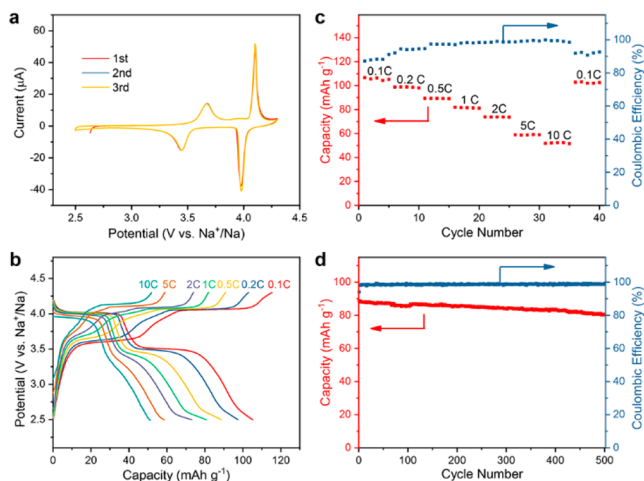 a
60
40
20
0
-20
-40
Current (μA)
1st
2nd
3rd
2.5
3.0
3.5
4.0
4.5
Potential (V vs. Na⁺/Na)
b
4.5
4.0
3.5
3.0
2.5
Potential (V vs. Na⁺/Na)
10C 5C 2C 1C 0.5C 0.2C 0.1C
0 20 40 60 80 100 120
Capacity (mAh g⁻¹)
c
160
140
120
100
80
60
40
20
0
Capacity (mAh g⁻¹)
0.1C
0.2 C
0.5C
1 C
2C
5C
10 C
0.1C
100
80
60
40
20
0
Coulombic Efficiency (%)
0 10 20 30 40
Cycle Number
d
120
100
80
60
40
20
0
Capacity (mAh g⁻¹)
100
80
60
40
20
0
Coulombic Efficiency (%)
0 100 200 300 400 500
Cycle Number